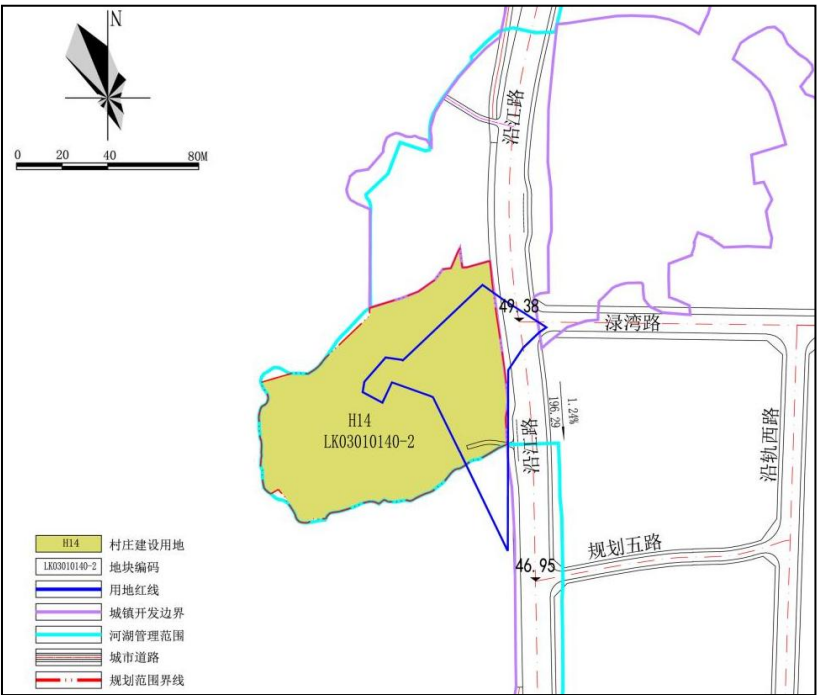 N
0 20 40 80M
沿江路
49.38
渌湾路
1.24%
196.29
H14
LK03010140-2
沿江路
沿轨西路
规划五路
46.95
H14 村庄建设用地
LK03010140-2 地块编码
用地红线
城镇开发边界
河湖管理范围
城市道路
规划范围界线